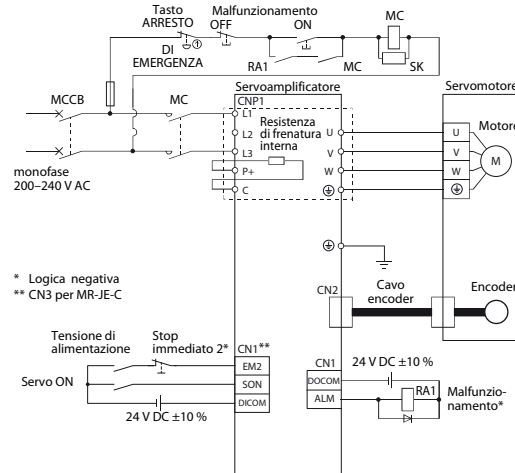 Tasto
ARRESTO
DI
EMERGENZA
Malfunzionamento
OFF
ON
MC
RA1
MC
SK
MCCB
MC
Servoamplificatore
CNP1
Servomotore
L1
L2
L3
P+
C
Resistenza
di frenatura
interna
U
V
W
U
V
W
Motore
M
monofase
200–240 V AC
* Logica negativa
** CN3 per MR-JE-C
CN2
Cavo
encoder
Encoder
Tensione di
alimentazione
Stop
immediato 2*
CN1**
Servo ON
EM2
SON
DICOM
24 V DC ±10 %
CN1
24 V DC ±10 %
DOCOM
ALM
RA1
Malfunzio-
namento*